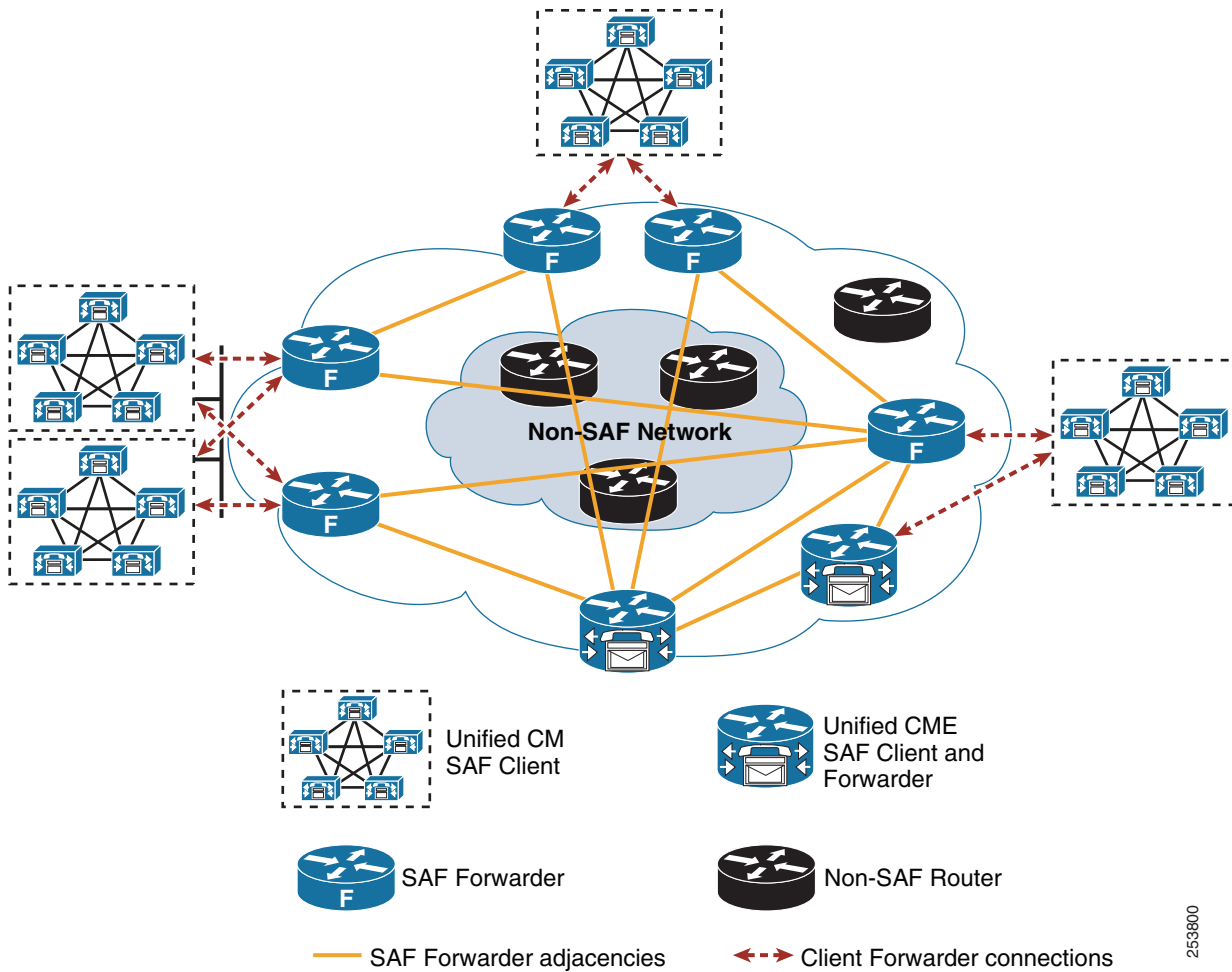 F
F
F
F
Non-SAF Network
F
Unified CM
SAF Client
Unified CME
SAF Client and
Forwarder
F
SAF Forwarder
Non-SAF Router
SAF Forwarder adjacencies
Client Forwarder connections
253800